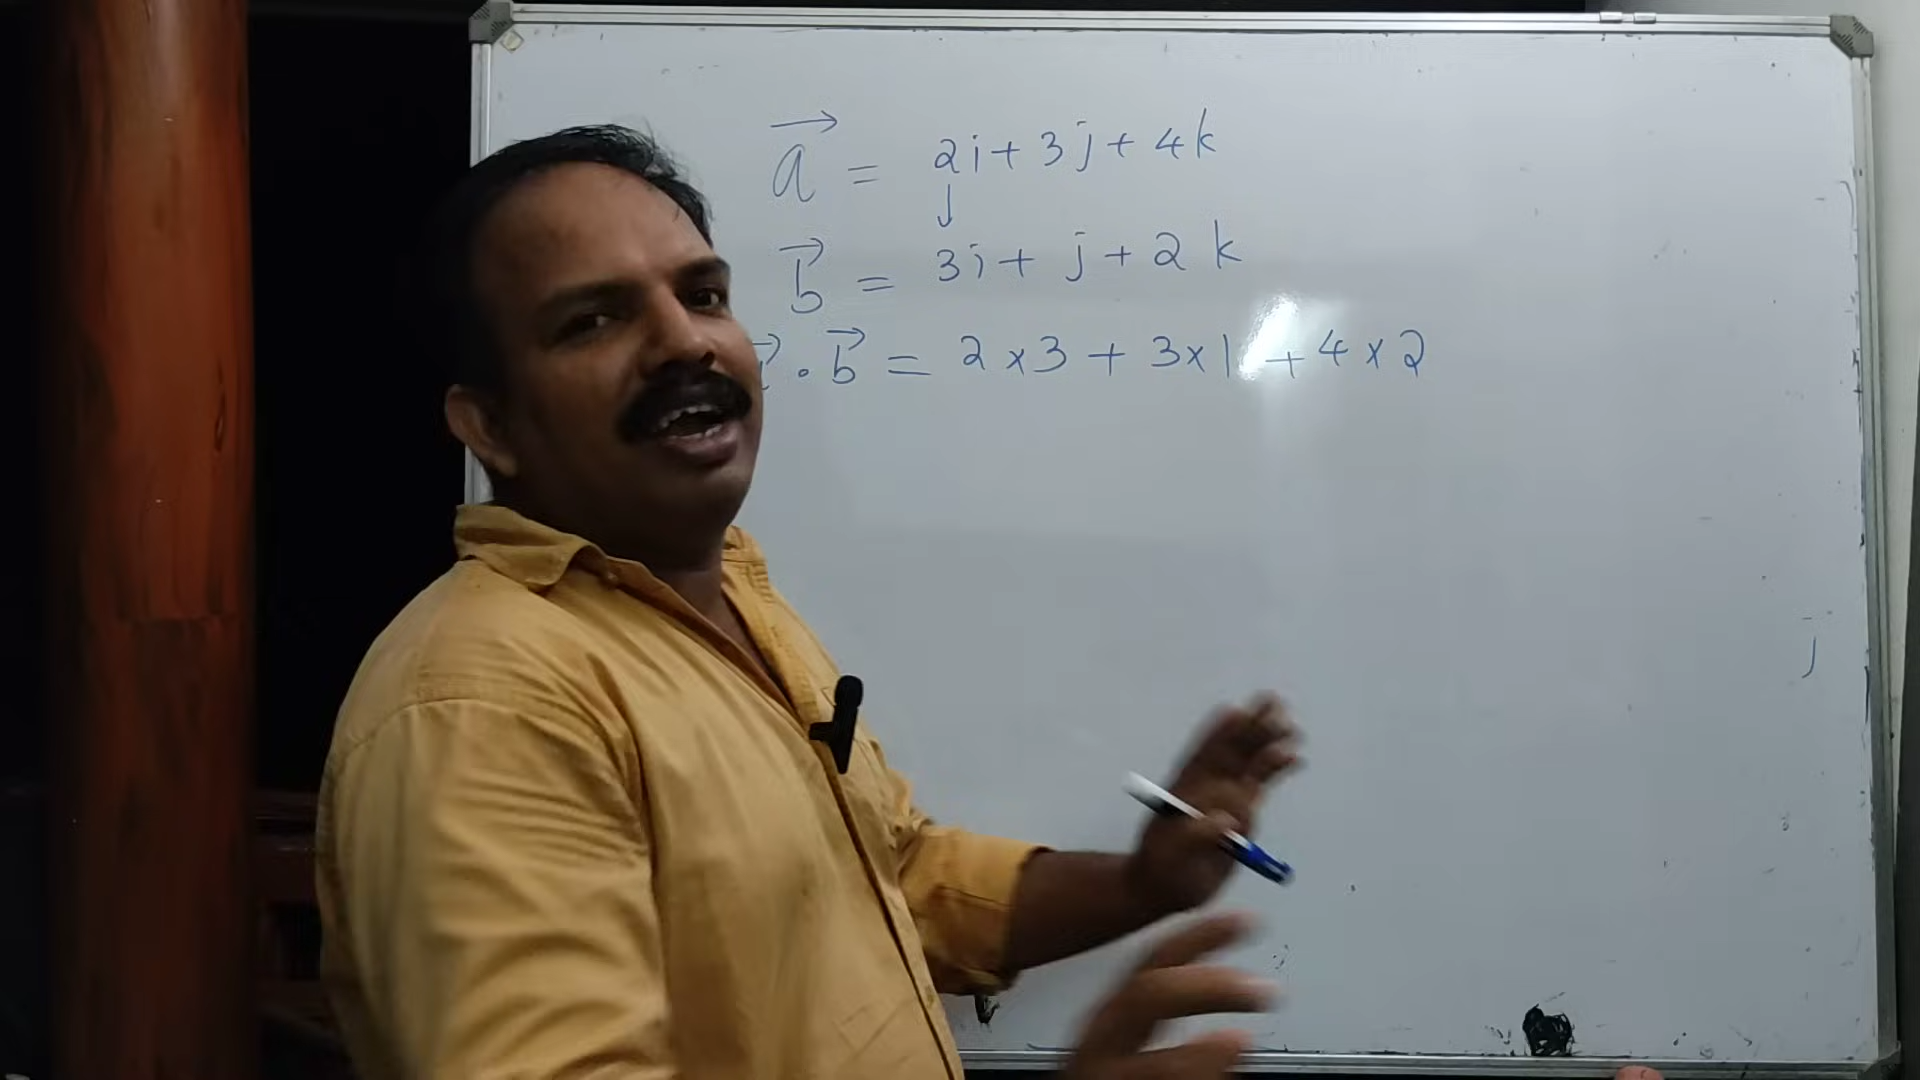 a⃗ = 2i + 3j + 4k
↓
b⃗ = 3i + j + 2k
. b⃗ = 2 x 3 + 3 x 1 + 4 x 2
J